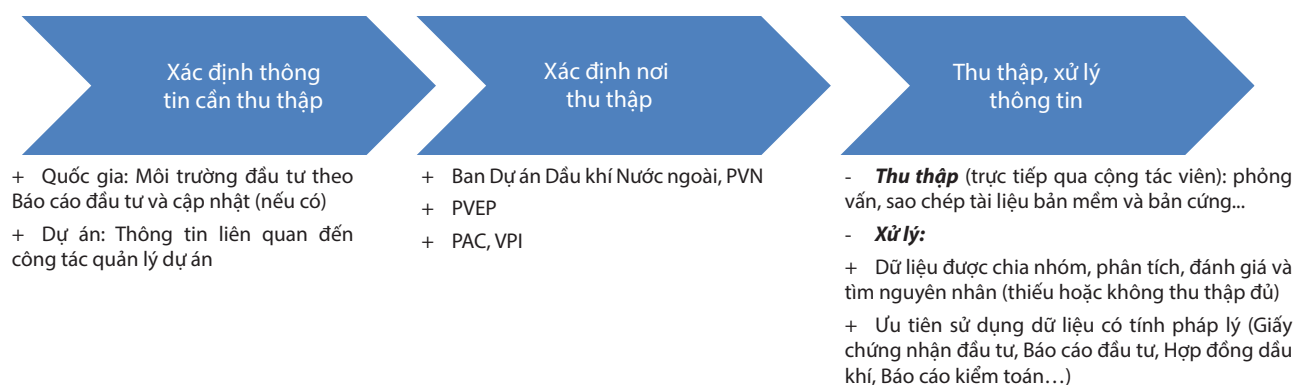 Xác định thông
tin cần thu thập
+ Quốc gia: Môi trường đầu tư theo
Báo cáo đầu tư và cập nhật (nếu có)
+ Dự án: Thông tin liên quan đến
công tác quản lý dự án
Xác định nơi
thu thập
+ Ban Dự án Dầu khí Nước ngoài, PVN
+ PVEP
+ PAC, VPI
Thu thập, xử lý
thông tin
- Thu thập (trực tiếp qua cộng tác viên): phỏng
vấn, sao chép tài liệu bản mềm và bản cứng...
- Xử lý:
+ Dữ liệu được chia nhóm, phân tích, đánh giá và
tìm nguyên nhân (thiếu hoặc không thu thập đủ)
+ Ưu tiên sử dụng dữ liệu có tính pháp lý (Giấy
chứng nhận đầu tư, Báo cáo đầu tư, Hợp đồng dầu
khí, Báo cáo kiểm toán…)